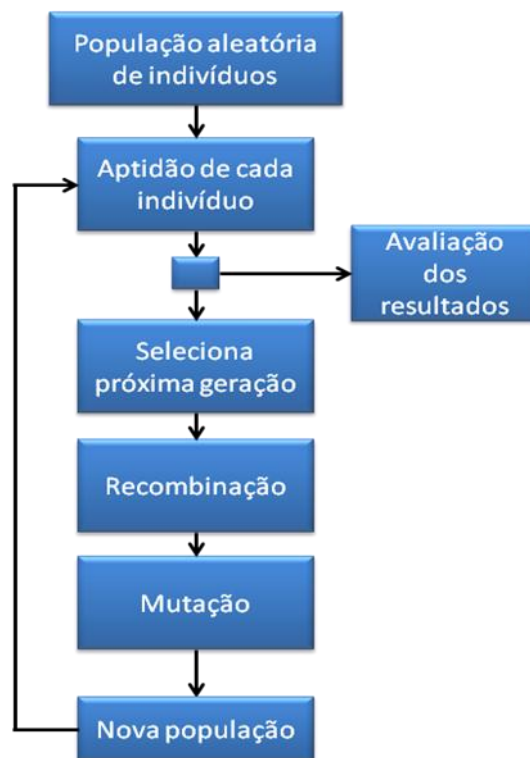 População aleatória
de indivíduos
Aptidão de cada
indivíduo
Avaliação
dos
resultados
Seleciona
próxima geração
Recombinação
Mutação
Nova população